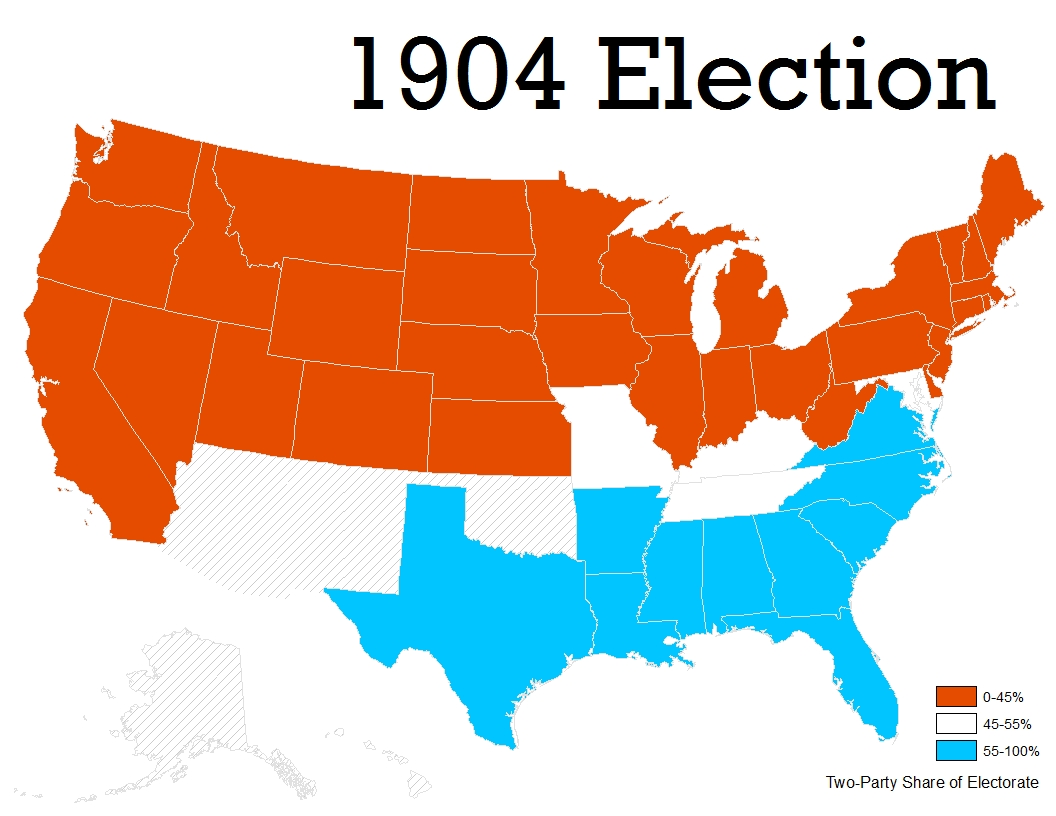 1904 Election
0-45%
45-55%
55-100%
Two-Party Share of Electorate